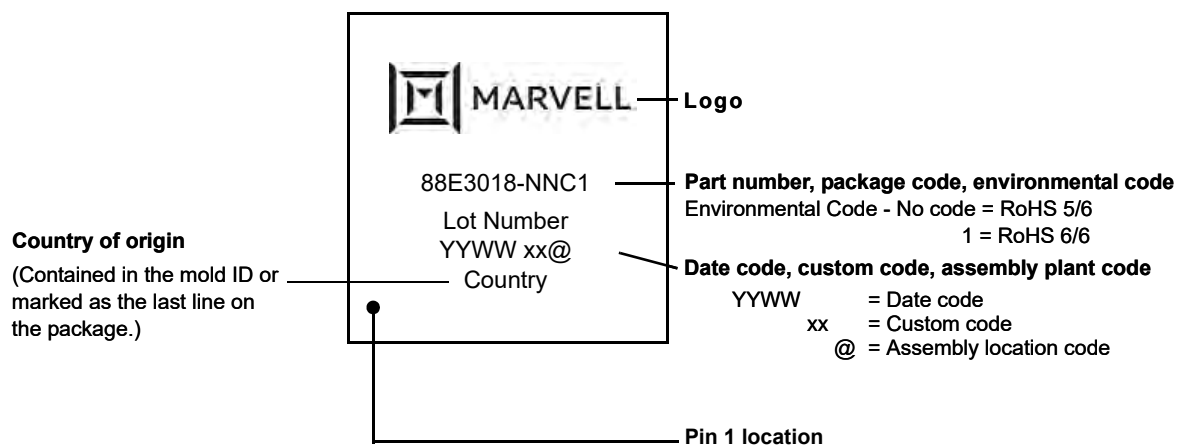 MARVELL
Logo
88E3018-NNC1
Part number, package code, environmental code
Environmental Code - No code = RoHS 5/6
1 = RoHS 6/6
Lot Number
YYWW xx@
Country
Country of origin
(Contained in the mold ID or
marked as the last line on
the package.)
Date code, custom code, assembly plant code
YYWW = Date code
xx = Custom code
@ = Assembly location code
Pin 1 location